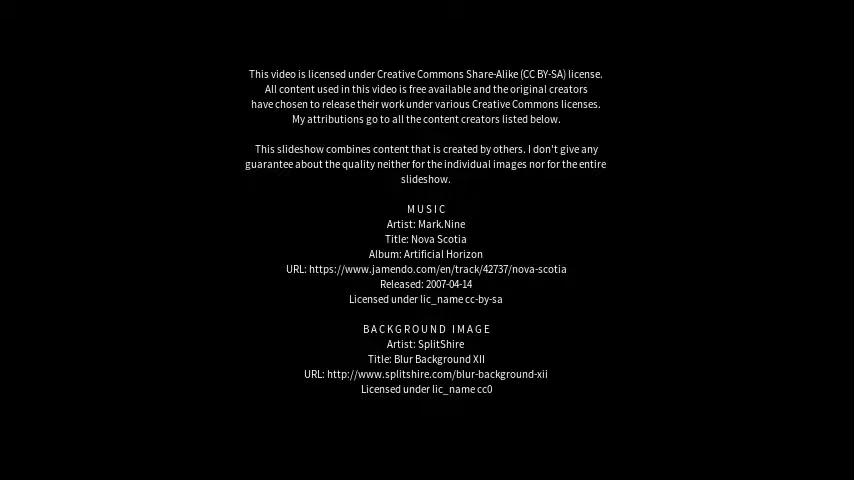 This video is licensed under Creative Commons Share-Alike (CC BY-SA) license.
All content used in this video is free available and the original creators
have chosen to release their work under various Creative Commons licenses.
My attributions go to all the content creators listed below.
This slideshow combines content that is created by others. I don't give any
guarantee about the quality neither for the individual images nor for the entire
slideshow.
MUSIC
Artist: Mark.Nine
Title: Nova Scotia
Album: Artificial Horizon
URL: https://www.jamendo.com/en/track/42737/nova-scotia
Released: 2007-04-14
Licensed under lic_name cc-by-sa
BACKGROUND IMAGE
Artist: SplitShire
Title: Blur Background XII
URL: http://www.splitshire.com/blur-background-xii
Licensed under lic_name cc0